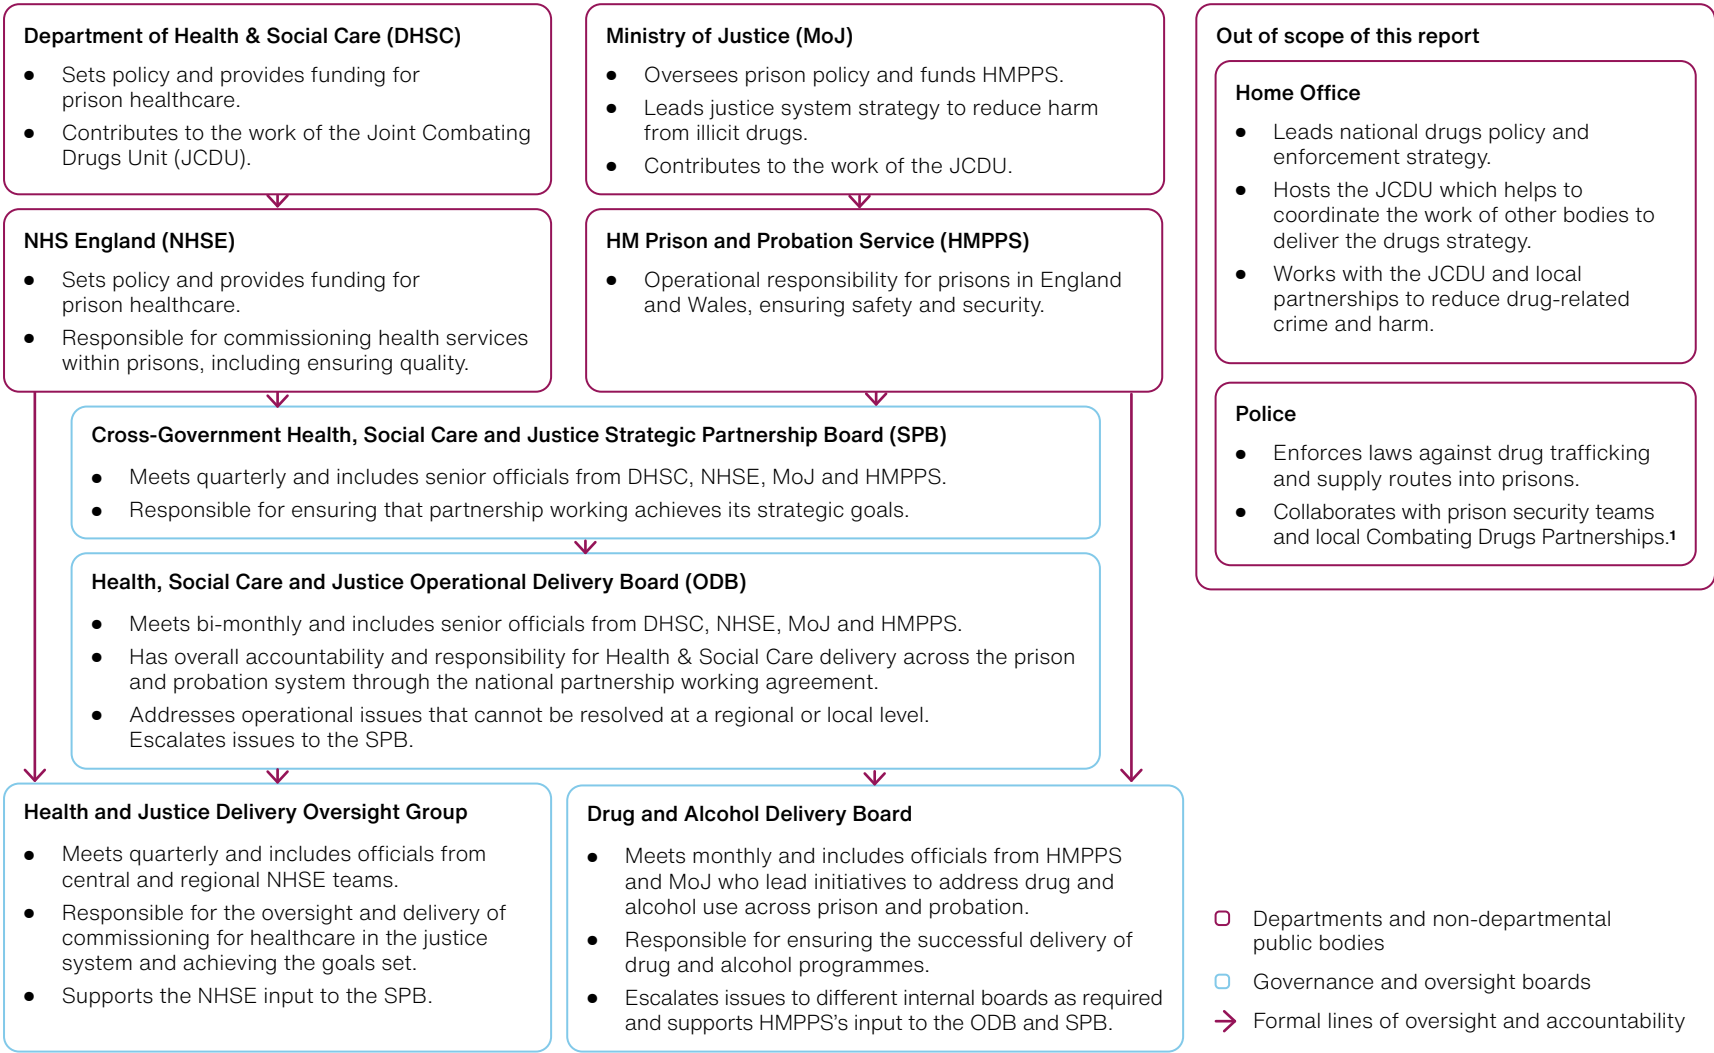 Department of Health & Social Care (DHSC)
● Sets policy and provides funding for
prison healthcare.
● Contributes to the work of the Joint Combating
Drugs Unit (JCDU).
Ministry of Justice (MoJ)
● Oversees prison policy and funds HMPPS.
● Leads justice system strategy to reduce harm
from illicit drugs.
● Contributes to the work of the JCDU.
NHS England (NHSE)
● Sets policy and provides funding for
prison healthcare.
● Responsible for commissioning health services
within prisons, including ensuring quality.
HM Prison and Probation Service (HMPPS)
● Operational responsibility for prisons in England
and Wales, ensuring safety and security.
Cross-Government Health, Social Care and Justice Strategic Partnership Board (SPB)
● Meets quarterly and includes senior officials from DHSC, NHSE, MoJ and HMPPS.
● Responsible for ensuring that partnership working achieves its strategic goals.
Health, Social Care and Justice Operational Delivery Board (ODB)
● Meets bi-monthly and includes senior officials from DHSC, NHSE, MoJ and HMPPS.
● Has overall accountability and responsibility for Health & Social Care delivery across the prison
and probation system through the national partnership working agreement.
● Addresses operational issues that cannot be resolved at a regional or local level.
Escalates issues to the SPB.
Health and Justice Delivery Oversight Group
● Meets quarterly and includes officials from
central and regional NHSE teams.
● Responsible for the oversight and delivery of
commissioning for healthcare in the justice
system and achieving the goals set.
● Supports the NHSE input to the SPB.
Drug and Alcohol Delivery Board
● Meets monthly and includes officials from HMPPS
and MoJ who lead initiatives to address drug and
alcohol use across prison and probation.
● Responsible for ensuring the successful delivery of
drug and alcohol programmes.
● Escalates issues to different internal boards as required
and supports HMPPS's input to the ODB and SPB.
Out of scope of this report
Home Office
● Leads national drugs policy and
enforcement strategy.
● Hosts the JCDU which helps to
coordinate the work of other bodies to
deliver the drugs strategy.
● Works with the JCDU and local
partnerships to reduce drug-related
crime and harm.
Police
● Enforces laws against drug trafficking
and supply routes into prisons.
● Collaborates with prison security teams
and local Combating Drugs Partnerships.1
Departments and non-departmental
public bodies
Governance and oversight boards
Formal lines of oversight and accountability